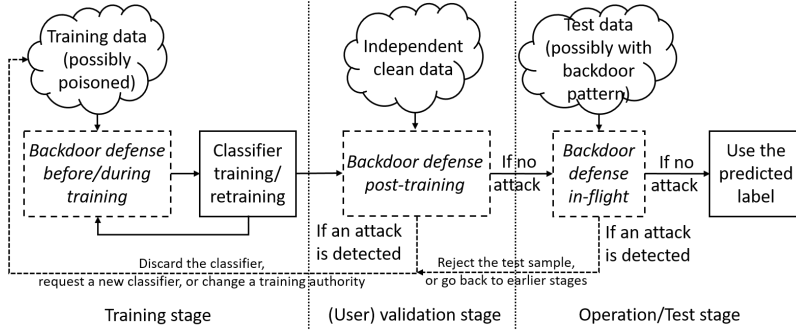 Training data
(possibly
poisoned)
Independent
clean data
Test data
(possibly with
backdoor
pattern)
Backdoor defense
before/during
training
Classifier
training/
retraining
Backdoor defense
post-training
If no
attack
Backdoor
defense
in-flight
If no
attack
Use the
predicted
label
If an attack
is detected
If an attack
is detected
Discard the classifier,
request a new classifier, or change a training authority
Reject the test sample,
or go back to earlier stages
Training stage
(User) validation stage
Operation/Test stage